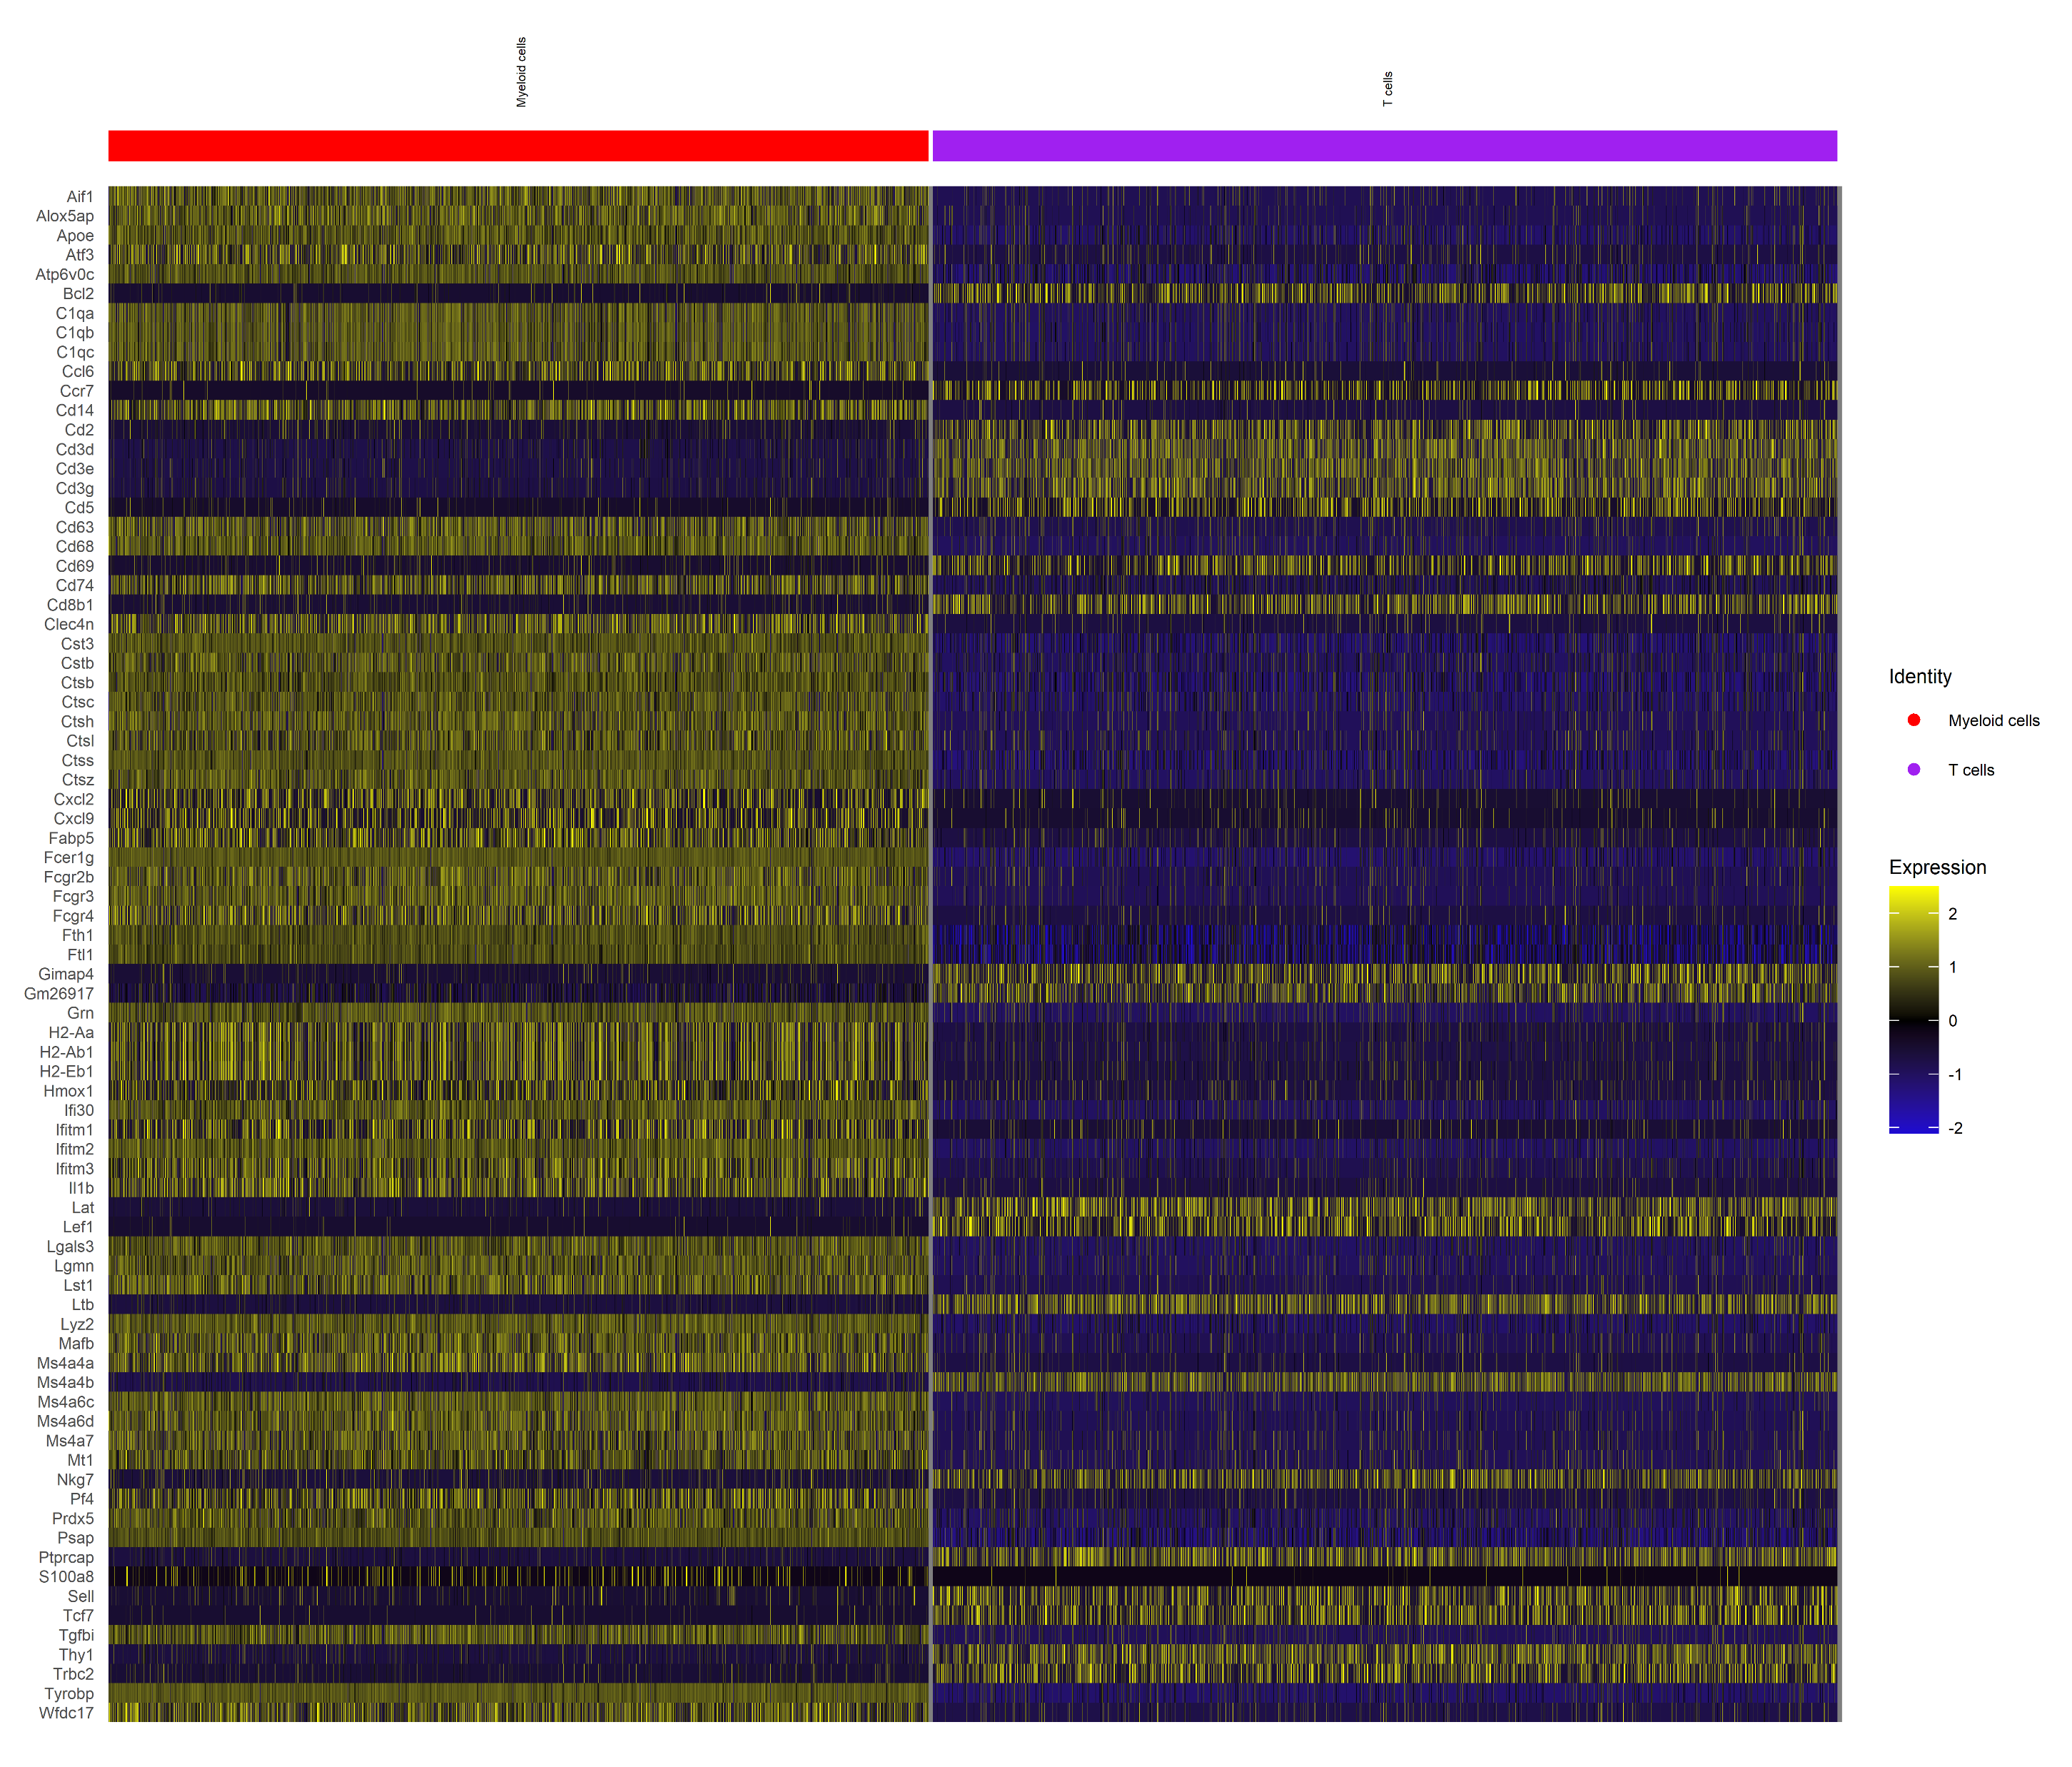 Myeloid cells
T cells
Aif1
Alox5ap
Apoe
Atf3
Atp6v0c
Bcl2
C1qa
C1qb
C1qc
Ccl6
Ccr7
Cd14
Cd2
Cd3d
Cd3e
Cd3g
Cd5
Cd63
Cd68
Cd69
Cd74
Cd8b1
Clec4n
Cst3
Cstb
Ctsb
Ctsc
Ctsh
Ctsl
Ctss
Ctsz
Cxcl2
Cxcl9
Fabp5
Fcer1g
Fcgr2b
Fcgr3
Fcgr4
Fth1
Ftl1
Gimap4
Gm26917
Grn
H2-Aa
H2-Ab1
H2-Eb1
Hmox1
Ifi30
Ifitm1
Ifitm2
Ifitm3
Il1b
Lat
Lef1
Lgals3
Lgmn
Lst1
Ltb
Lyz2
Mafb
Ms4a4a
Ms4a4b
Ms4a6c
Ms4a6d
Ms4a7
Mt1
Nkg7
Pf4
Prdx5
Psap
Ptprcap
S100a8
Sell
Tcf7
Tgfbi
Thy1
Trbc2
Tyrobp
Wfdc17
Identity
Myeloid cells
T cells
Expression
2
1
0
-1
-2